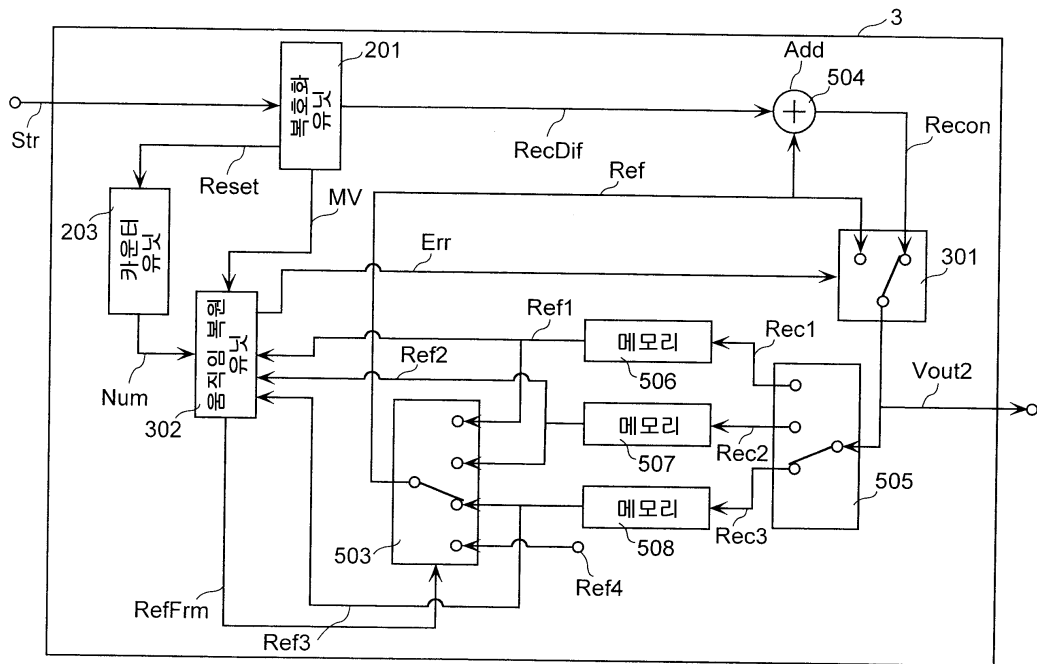 3
201
Add
504
복호화
유닛
Str
RecDif
Recon
Reset
Ref
MV
203
카운터
유닛
Err
301
Ref1
메모리
Rec1
506
움직임 복원
유닛
Ref2
Num
302
메모리
Rec2
507
Vout2
메모리
Rec3
508
505
503
Ref4
RefFrm
Ref3